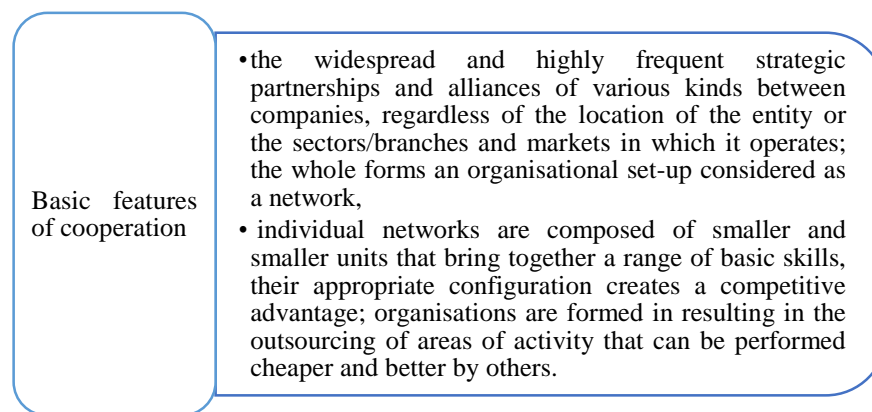 Basic features
of cooperation
•the widespread and highly frequent strategic
partnerships and alliances of various kinds between
companies, regardless of the location of the entity or
the sectors/branches and markets in which it operates;
the whole forms an organisational set-up considered as
a network,
• individual networks are composed of smaller and
smaller units that bring together a range of basic skills,
their appropriate configuration creates a competitive
advantage; organisations are formed in resulting in the
outsourcing of areas of activity that can be performed
cheaper and better by others.